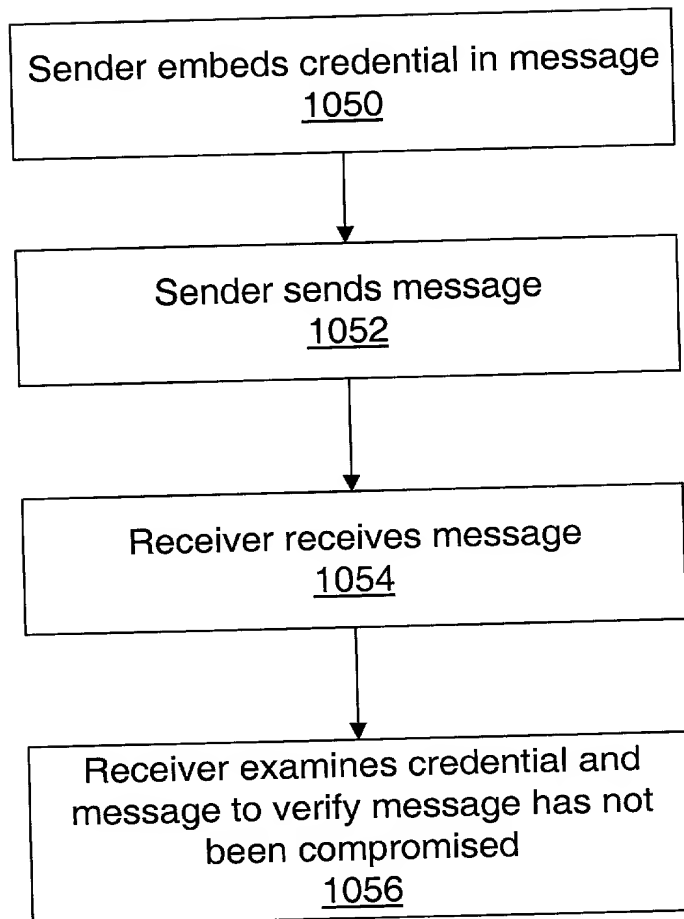 Sender embeds credential in message
1050
Sender sends message
1052
Receiver receives message
1054
Receiver examines credential and
message to verify message has not
been compromised
1056